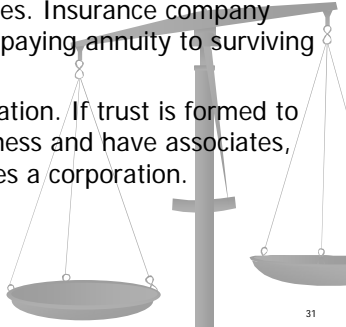 es. Insurance company
paying annuity to surviving
ation. If trust is formed to
ness and have associates,
es a corporation.
31